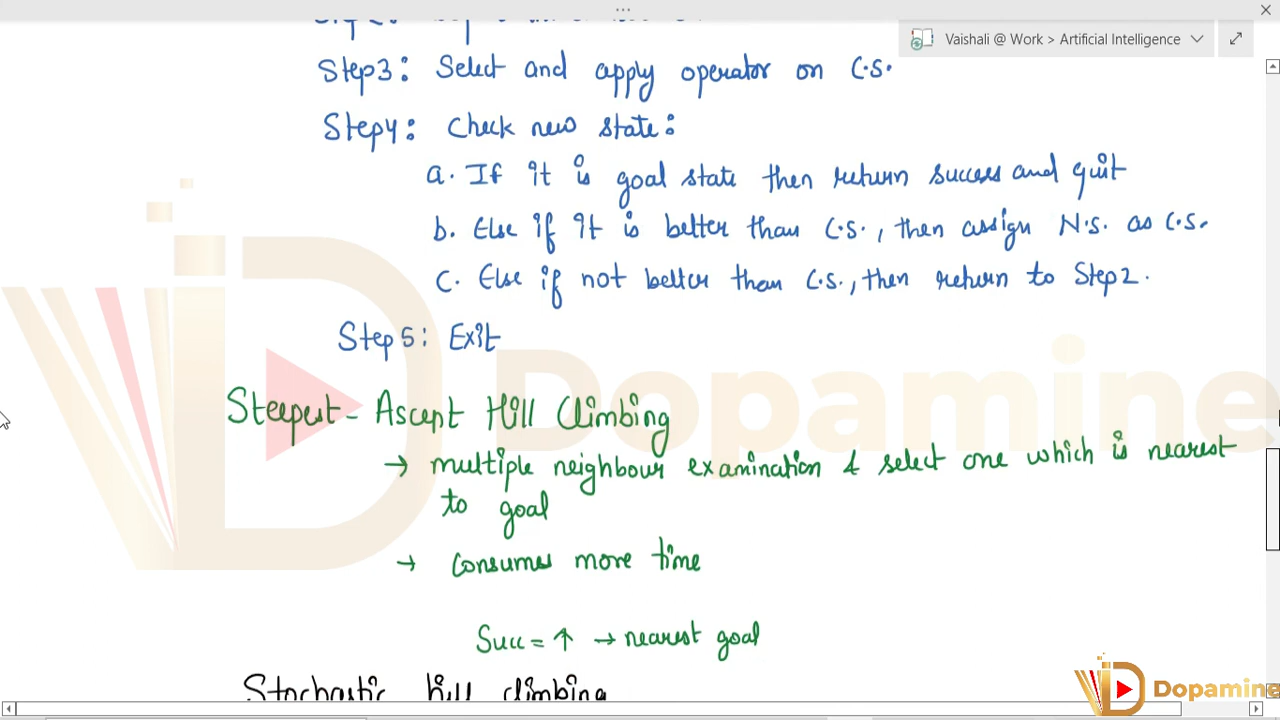 ...
Vaishali @ Work > Artificial Intelligence
Step3: Select and apply operator on C.S.
Step4: Check new state:
a. If it is goal state then return success and quit
b. Else if it is better than C.S., then assign N.S. as C.S.
C. Else if not better than C.S., then return to Step2.
Step 5: Exit
Dopamine
Steepest - Ascept Hill Climbing
→ multiple neighbour examination & select one which is nearest
to goal
→ Consumes more time
Succ = ↑ → nearest goal
Stochastic hill climbing
Dopamine